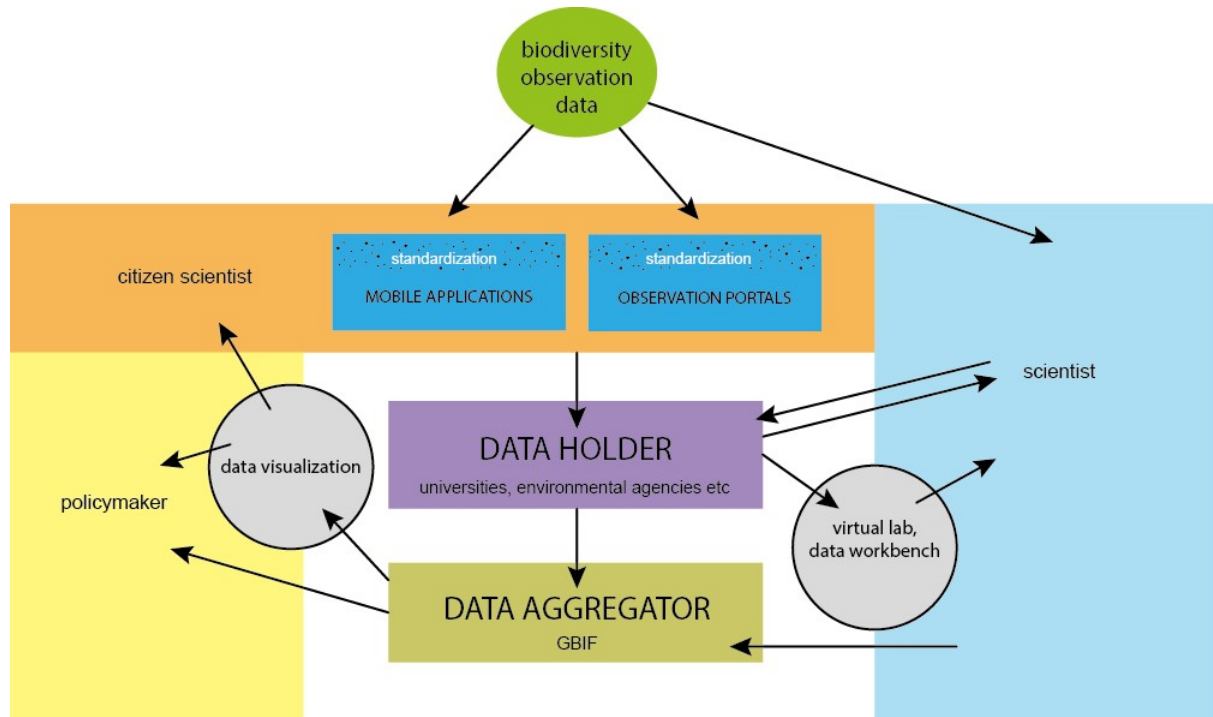 biodiversity
observation
data
standardization
MOBILE APPLICATIONS
standardization
OBSERVATION PORTALS
citizen scientist
scientist
DATA HOLDER
universities, environmental agencies etc
data visualization
policymaker
virtual lab,
data workbench
DATA AGGREGATOR
GBIF